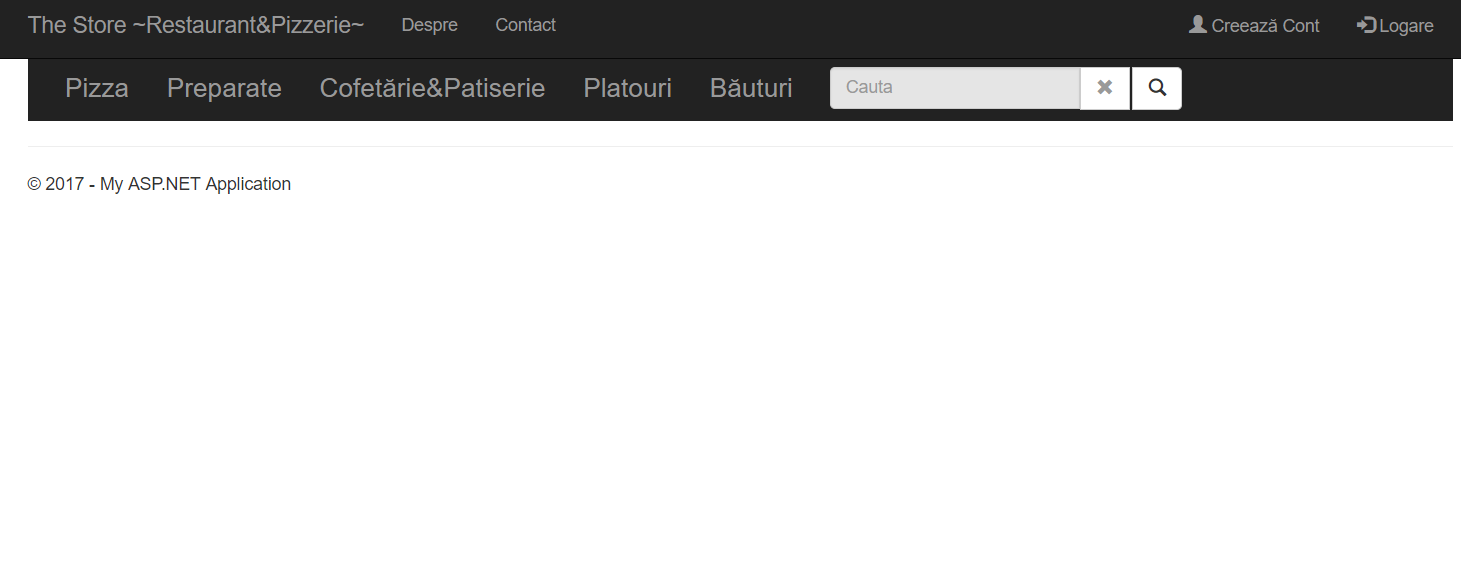 The Store ~Restaurant&Pizzerie~ Despre Contact Creează Cont Logare
Pizza Preparate Cofetărie&Patiserie Platouri Băuturi Cauta
© 2017 - My ASP.NET Application